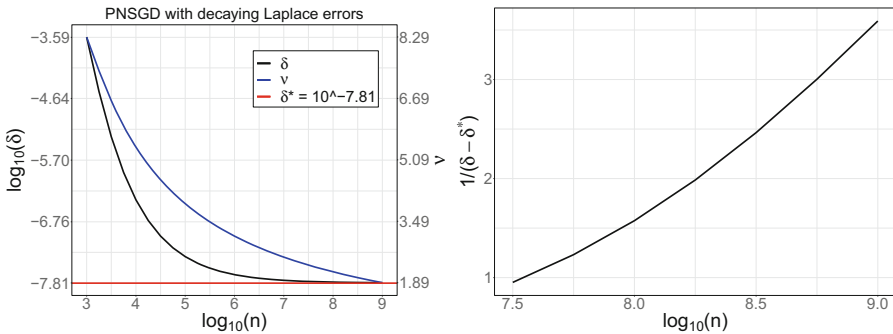 PNSGD with decaying Laplace errors
−3.59
−4.64
−5.70
−6.76
−7.81
log10(δ)
8.29
6.69
5.09
3.49
1.89
ν
δ
ν
δ* = 10^−7.81
3 4 5 6 7 8 9
log10(n)
3
2
1
1/(δ − δ*)
7.5 8.0 8.5 9.0
log10(n)